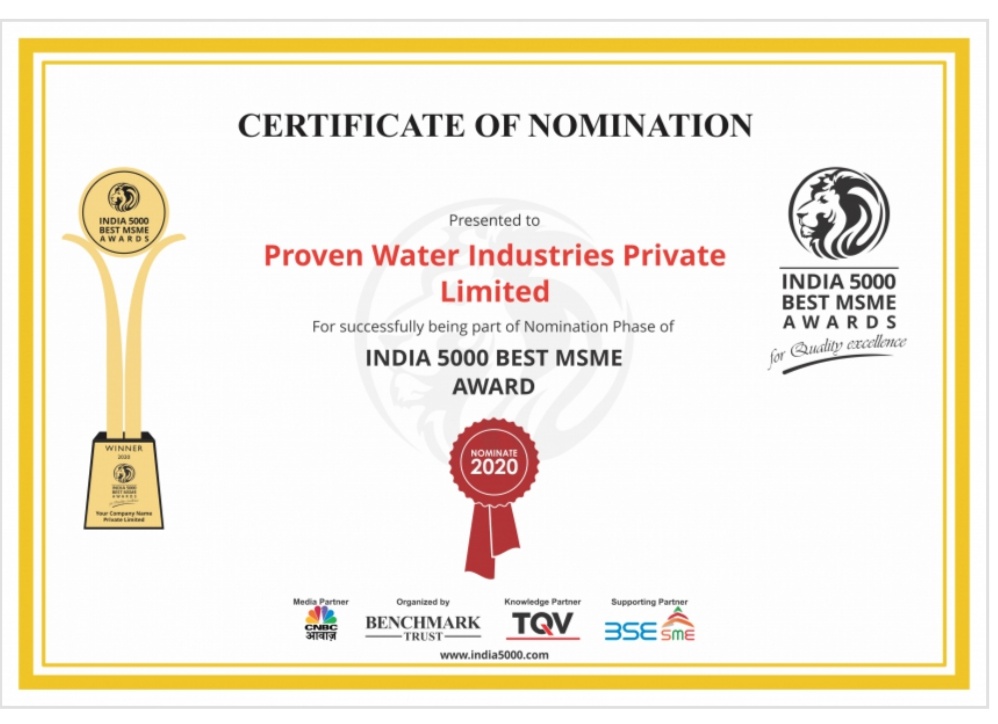 CERTIFICATE OF NOMINATION
INDIA 5000
BEST MSME
AWARDS
Presented to
Proven Water Industries Private
Limited
For successfully being part of Nomination Phase of
INDIA 5000 BEST MSME
AWARD
INDIA 5000
BEST MSME
AWARDS
for Quality excellence
WINNER
2020
INDIA 5000
BEST MSME
AWARDS
Your Company Name
Private Limited
NOMINATE
2020
Media Partner
CNBC
आवाज़
Organized by
BENCHMARK
TRUST
Knowledge Partner
TQV
Supporting Partner
BSE SME
www.india5000.com